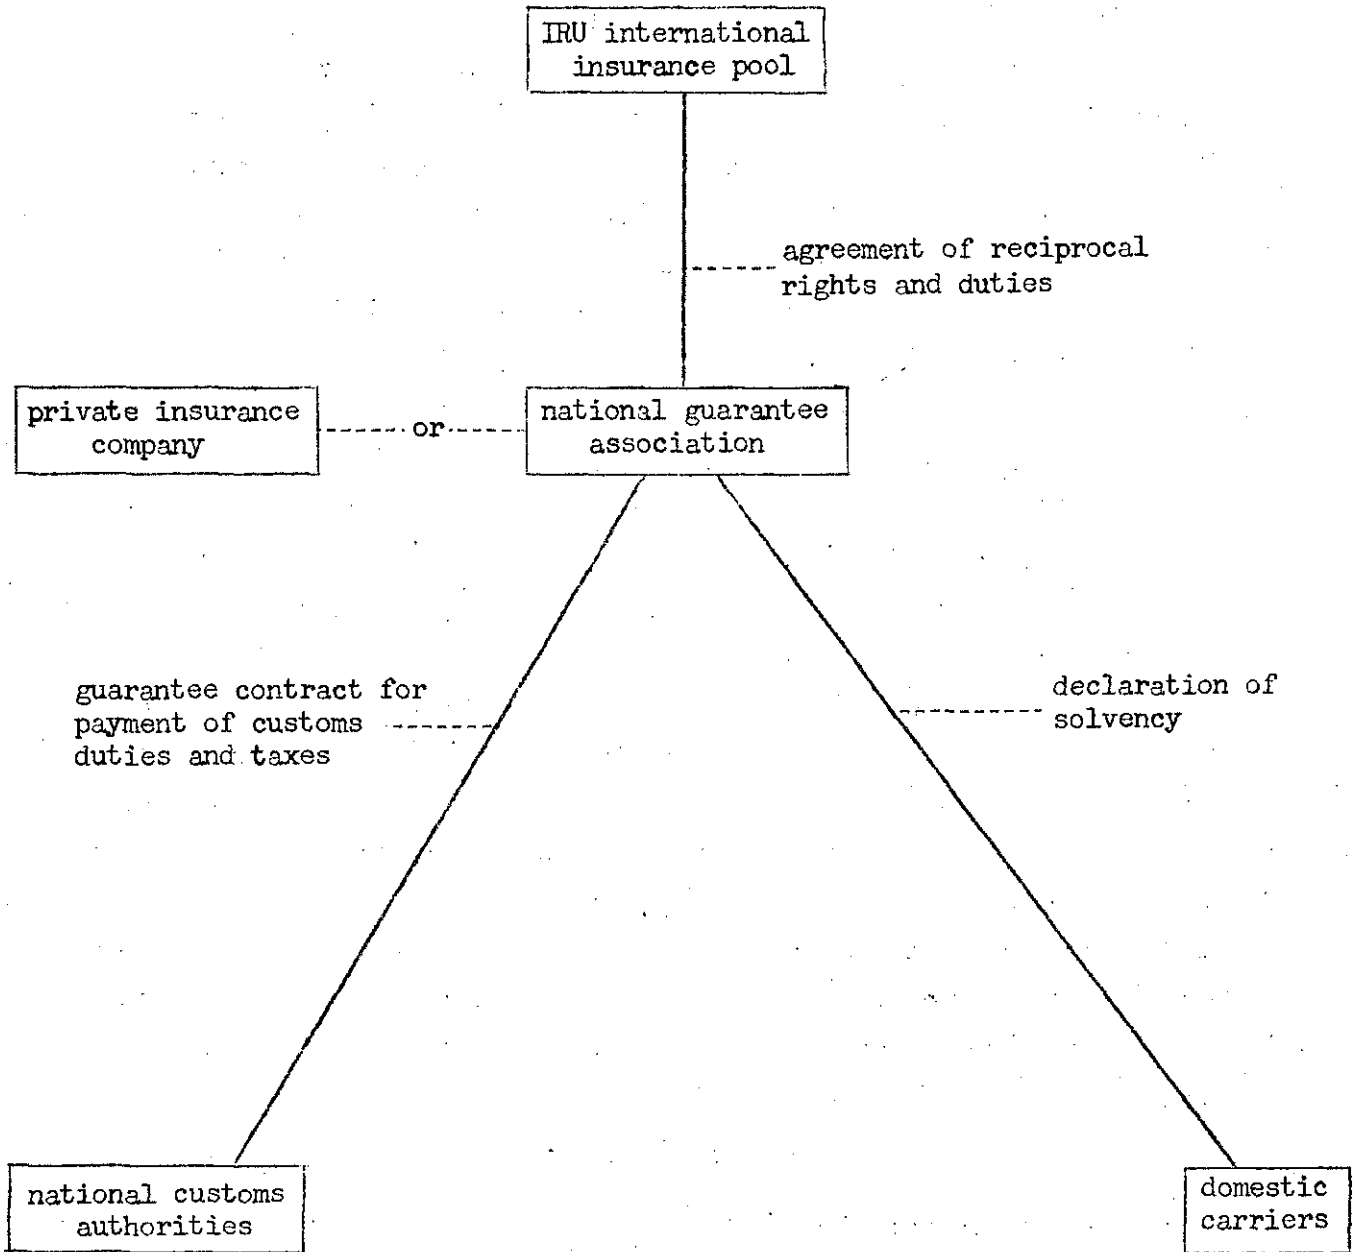 IRU international
insurance pool
agreement of reciprocal
rights and duties
private insurance
company
or
national guarantee
association
guarantee contract for
payment of customs
duties and taxes
declaration of
solvency
national customs
authorities
domestic
carriers